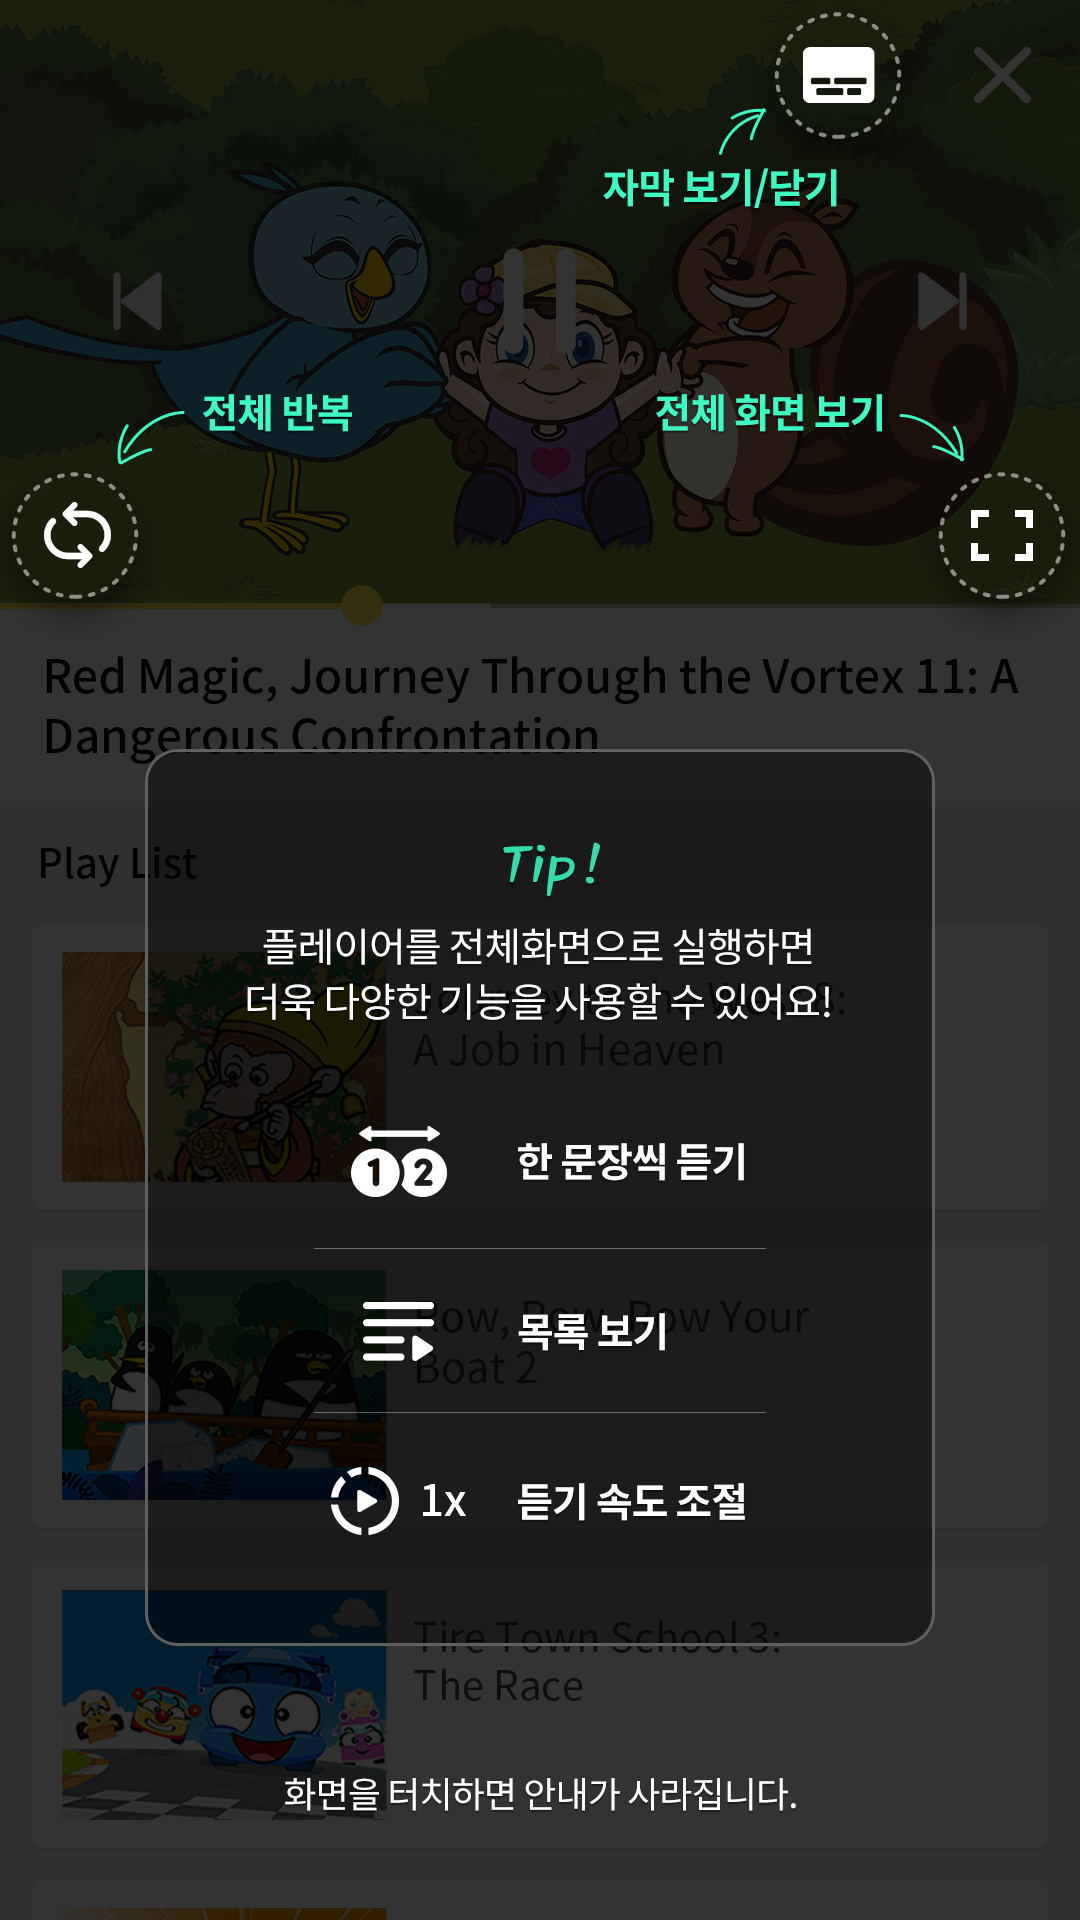 자막 보기/닫기
전체 반복
전체 화면 보기
Red Magic, Journey Through the Vortex 11: A
Dangerous Confrontation
Play List
Tip!
플레이어를 전체화면으로 실행하면
더욱 다양한 기능을 사용할 수 있어요!
A Job in Heaven
1 2
한 문장씩 듣기
Row, Row, Row Your
Boat 2
목록 보기
1x
듣기 속도 조절
Tire Town School 3:
The Race
화면을 터치하면 안내가 사라집니다.